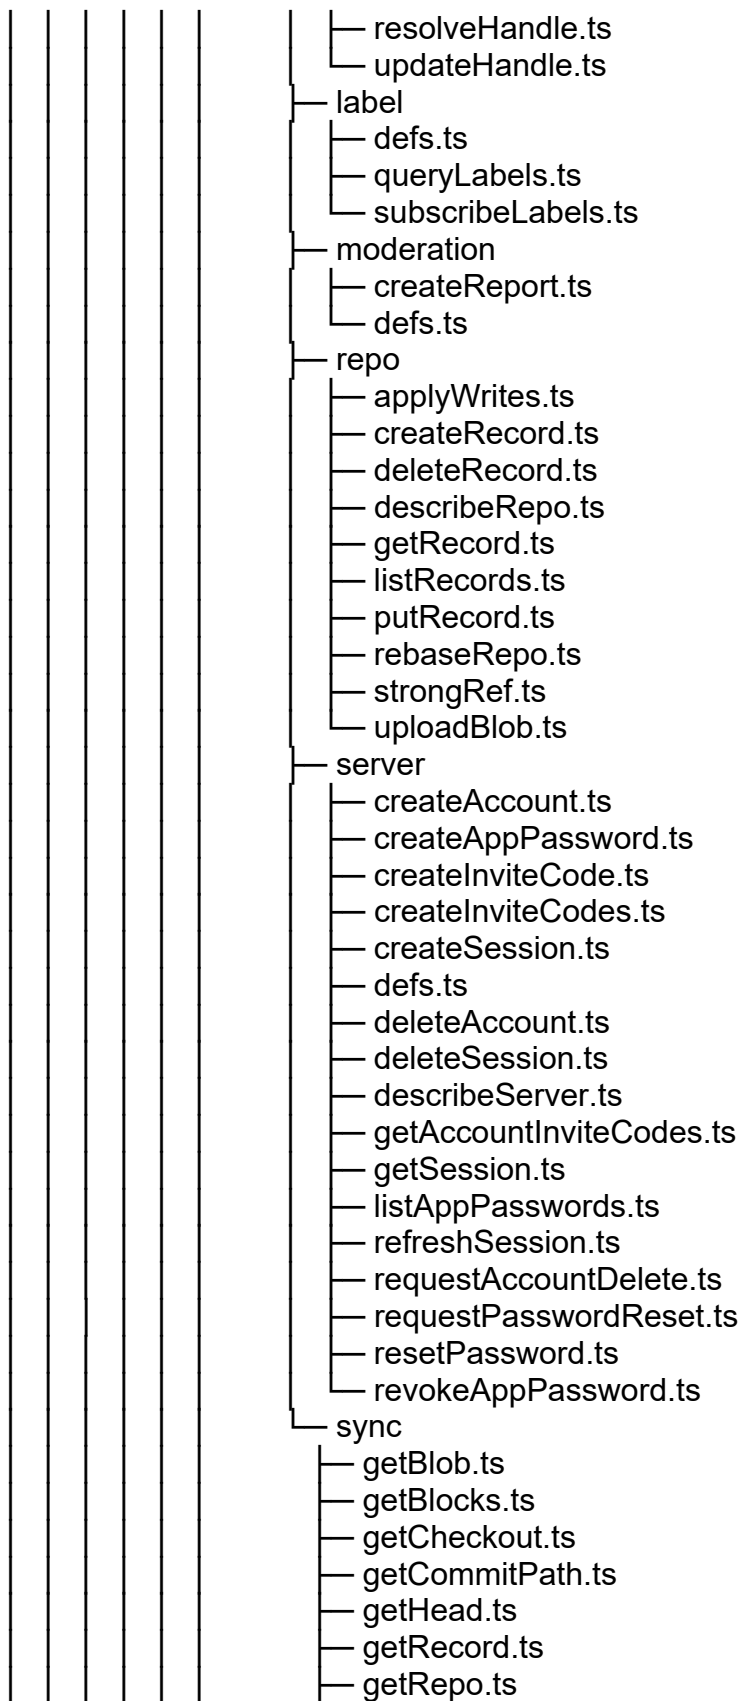 resolveHandle.ts
updateHandle.ts
label
defs.ts
queryLabels.ts
subscribeLabels.ts
moderation
createReport.ts
defs.ts
repo
applyWrites.ts
createRecord.ts
deleteRecord.ts
describeRepo.ts
getRecord.ts
listRecords.ts
putRecord.ts
rebaseRepo.ts
strongRef.ts
uploadBlob.ts
server
createAccount.ts
createAppPassword.ts
createInviteCode.ts
createInviteCodes.ts
createSession.ts
defs.ts
deleteAccount.ts
deleteSession.ts
describeServer.ts
getAccountInviteCodes.ts
getSession.ts
listAppPasswords.ts
refreshSession.ts
requestAccountDelete.ts
requestPasswordReset.ts
resetPassword.ts
revokeAppPassword.ts
sync
getBlob.ts
getBlocks.ts
getCheckout.ts
getCommitPath.ts
getHead.ts
getRecord.ts
getRepo.ts